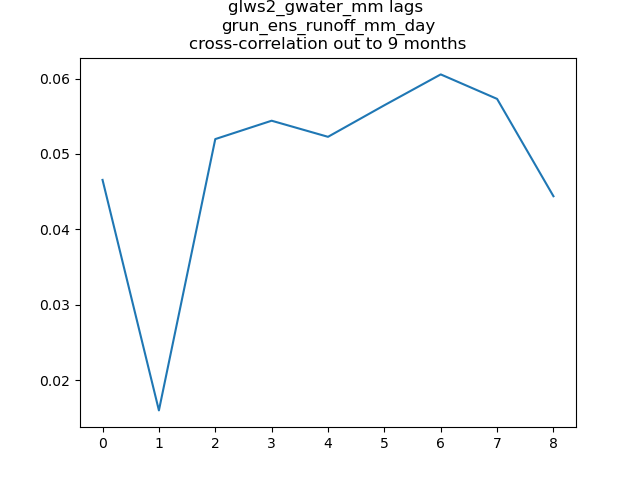 glws2_gwater_mm lags
grun_ens_runoff_mm_day
cross-correlation out to 9 months
0.06
0.05
0.04
0.03
0.02
0 1 2 3 4 5 6 7 8